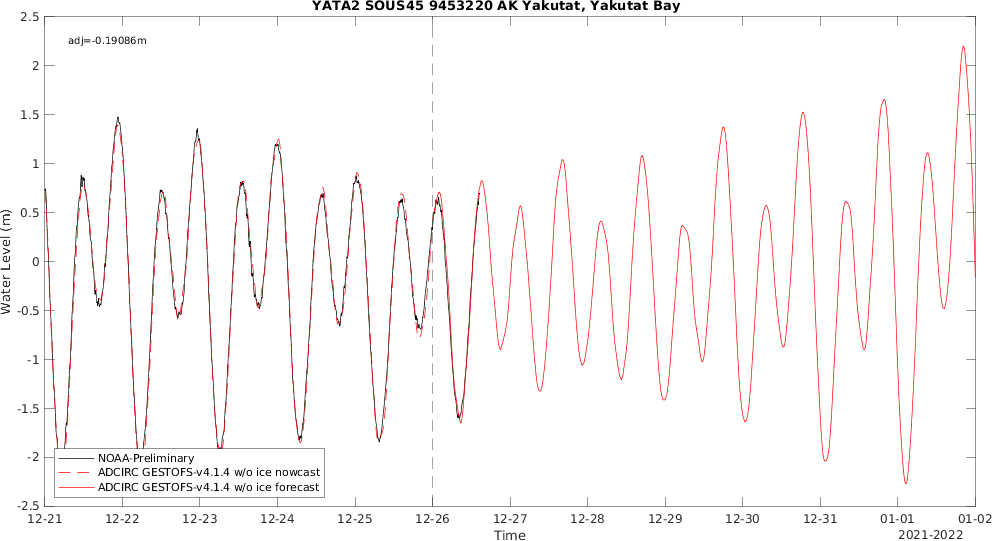 YATA2 SOUS45 9453220 AK Yakutat, Yakutat Bay
adj=-0.19086m
2.5
2
1.5
1
0.5
0
-0.5
-1
-1.5
-2
-2.5
Water Level (m)
NOAA-Preliminary
ADCIRC GESTOFS-v4.1.4 w/o ice nowcast
ADCIRC GESTOFS-v4.1.4 w/o ice forecast
12-21 12-22 12-23 12-24 12-25 12-26 12-27 12-28 12-29 12-30 12-31 01-01 01-02
Time
2021-2022